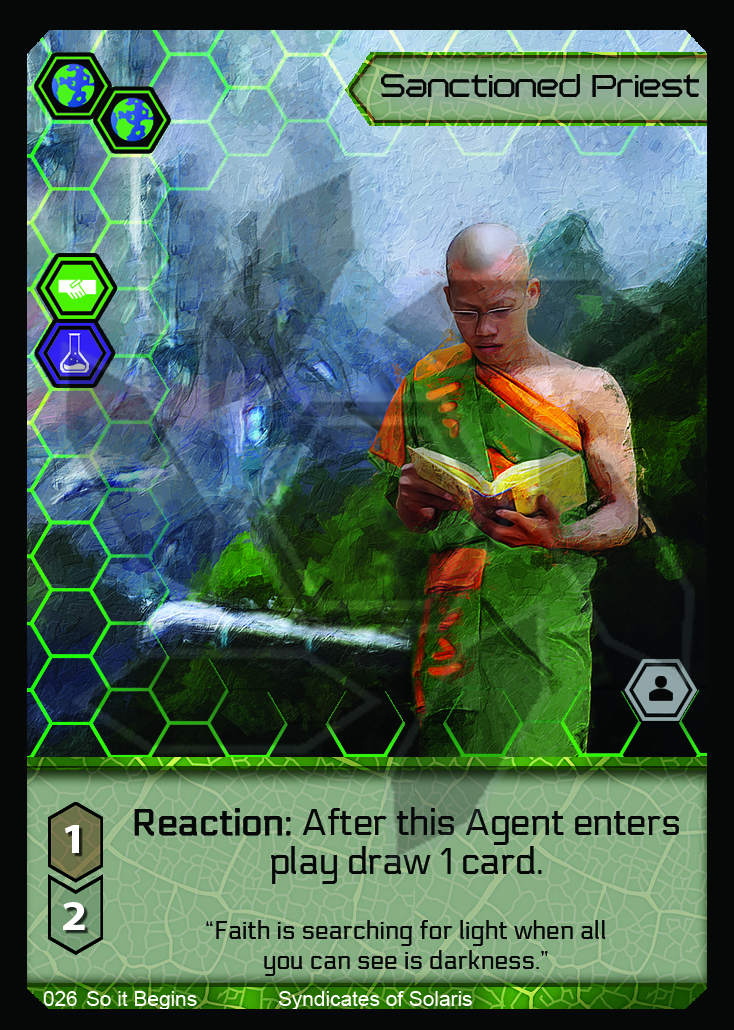 Sanctioned Priest
1
Reaction: After this Agent enters
play draw 1 card.
2
“Faith is searching for light when all
you can see is darkness.”
026 So it Begins Syndicates of Solaris